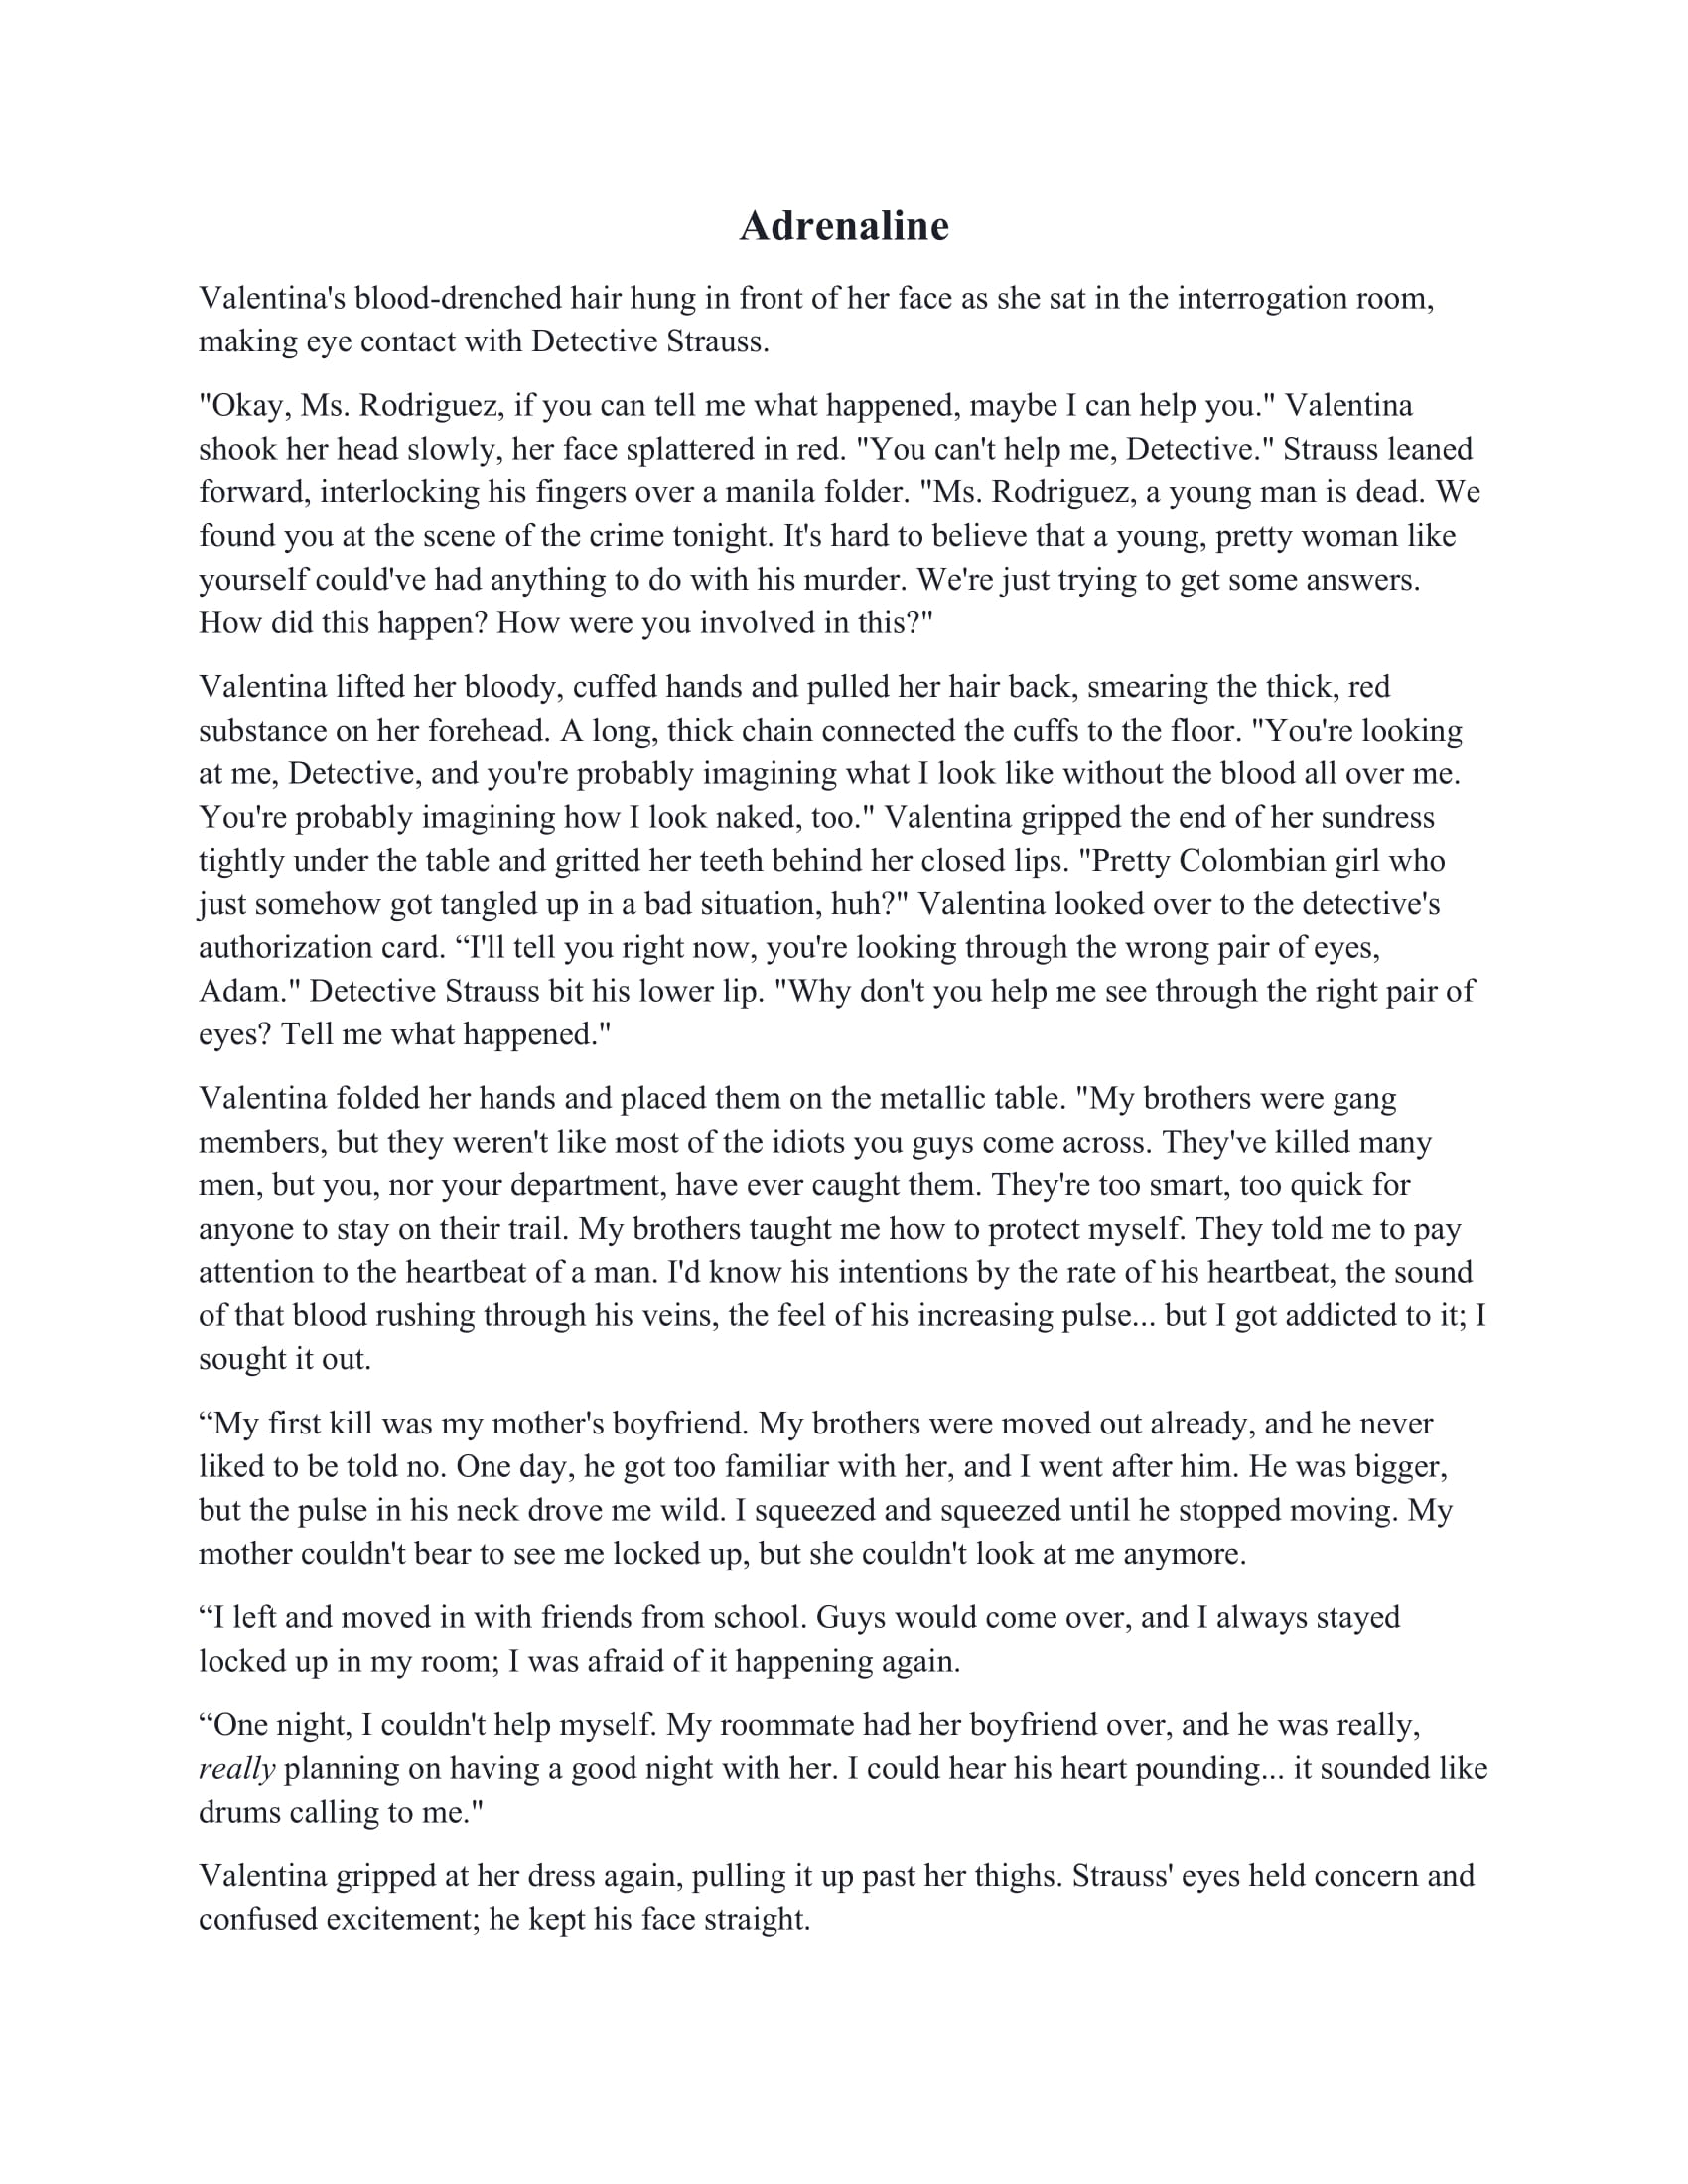 Adrenaline
Valentina's blood-drenched hair hung in front of her face as she sat in the interrogation room,
making eye contact with Detective Strauss.
"Okay, Ms. Rodriguez, if you can tell me what happened, maybe I can help you." Valentina
shook her head slowly, her face splattered in red. "You can't help me, Detective." Strauss leaned
forward, interlocking his fingers over a manila folder. "Ms. Rodriguez, a young man is dead. We
found you at the scene of the crime tonight. It's hard to believe that a young, pretty woman like
yourself could've had anything to do with his murder. We're just trying to get some answers.
How did this happen? How were you involved in this?"
Valentina lifted her bloody, cuffed hands and pulled her hair back, smearing the thick, red
substance on her forehead. A long, thick chain connected the cuffs to the floor. "You're looking
at me, Detective, and you're probably imagining what I look like without the blood all over me.
You're probably imagining how I look naked, too." Valentina gripped the end of her sundress
tightly under the table and gritted her teeth behind her closed lips. "Pretty Colombian girl who
just somehow got tangled up in a bad situation, huh?" Valentina looked over to the detective's
authorization card. “I'll tell you right now, you're looking through the wrong pair of eyes,
Adam." Detective Strauss bit his lower lip. "Why don't you help me see through the right pair of
eyes? Tell me what happened."
Valentina folded her hands and placed them on the metallic table. "My brothers were gang
members, but they weren't like most of the idiots you guys come across. They've killed many
men, but you, nor your department, have ever caught them. They're too smart, too quick for
anyone to stay on their trail. My brothers taught me how to protect myself. They told me to pay
attention to the heartbeat of a man. I'd know his intentions by the rate of his heartbeat, the sound
of that blood rushing through his veins, the feel of his increasing pulse... but I got addicted to it; I
sought it out.
“My first kill was my mother's boyfriend. My brothers were moved out already, and he never
liked to be told no. One day, he got too familiar with her, and I went after him. He was bigger,
but the pulse in his neck drove me wild. I squeezed and squeezed until he stopped moving. My
mother couldn't bear to see me locked up, but she couldn't look at me anymore.
“I left and moved in with friends from school. Guys would come over, and I always stayed
locked up in my room; I was afraid of it happening again.
“One night, I couldn't help myself. My roommate had her boyfriend over, and he was really,
really planning on having a good night with her. I could hear his heart pounding... it sounded like
drums calling to me."
Valentina gripped at her dress again, pulling it up past her thighs. Strauss' eyes held concern and
confused excitement; he kept his face straight.